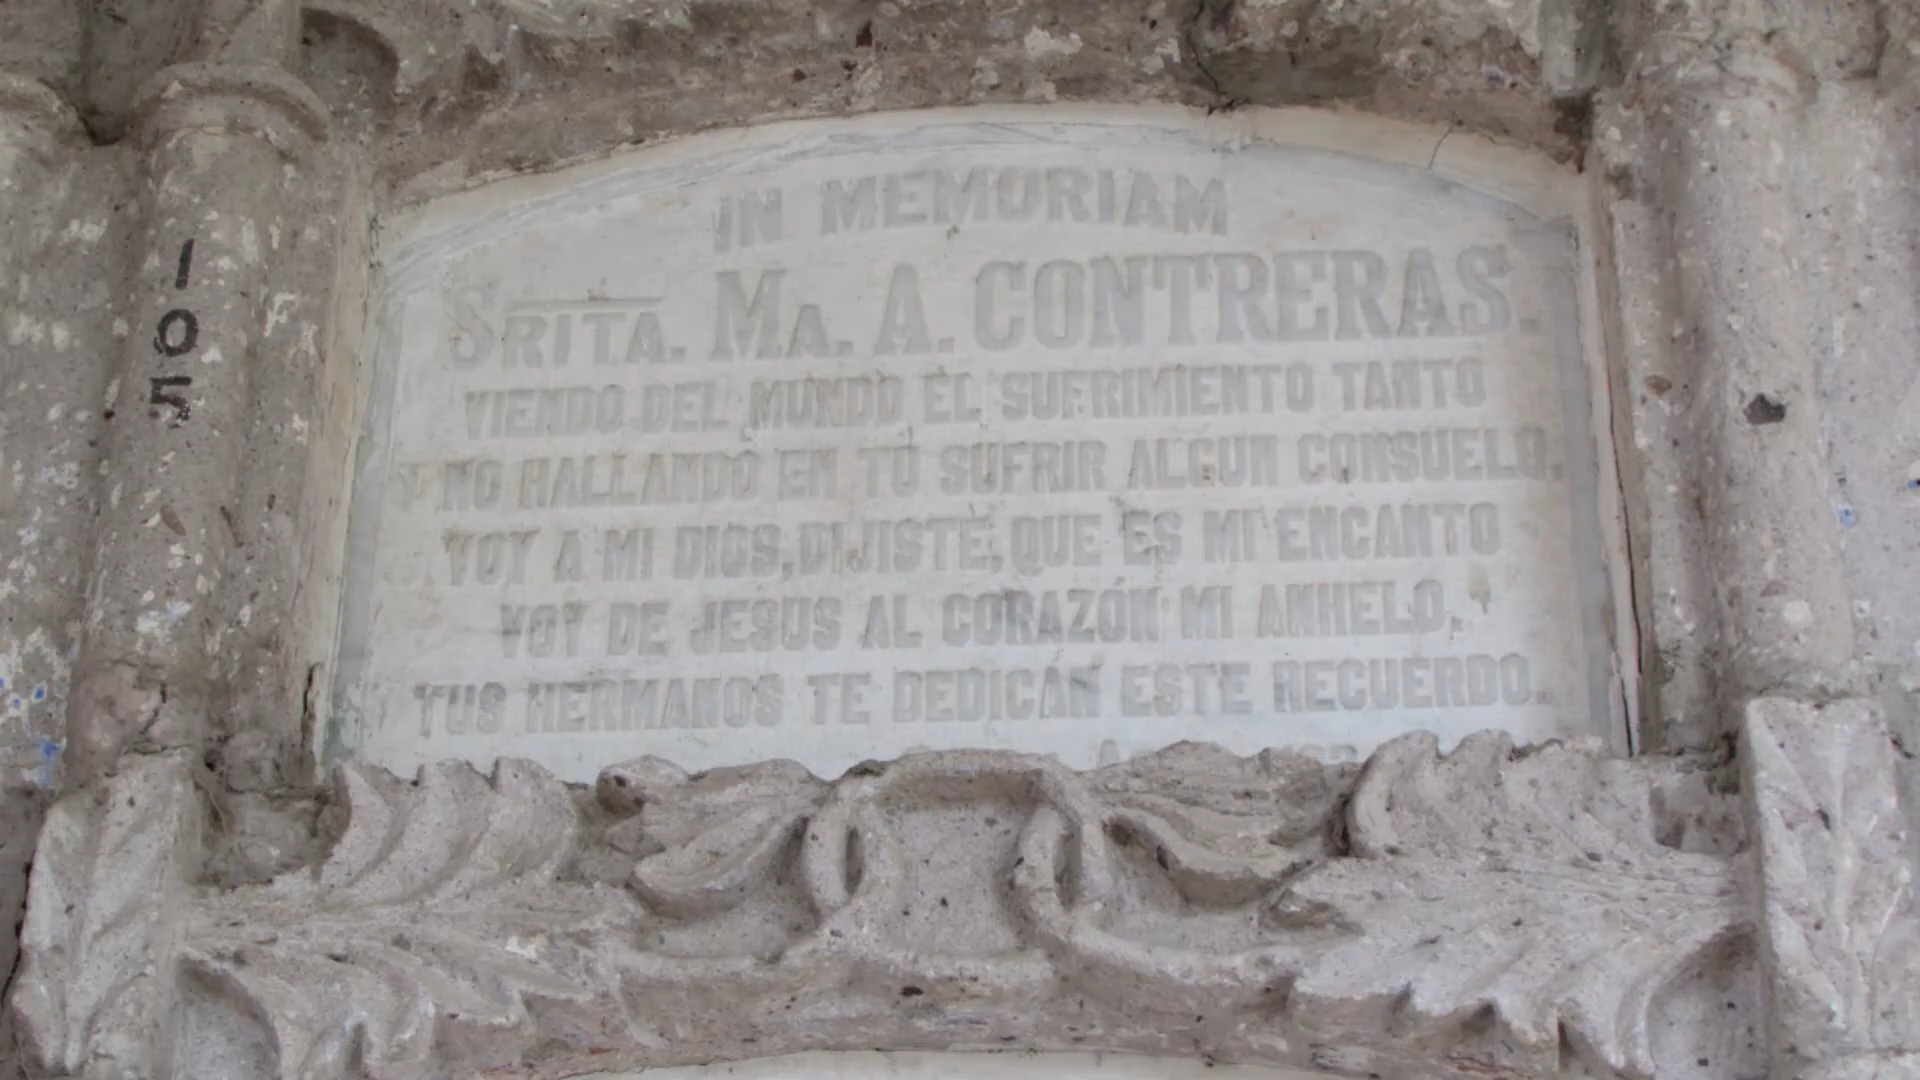 IN MEMORIAM
SRITA. MA. A. CONTRERAS.
VIENDO DEL MUNDO EL SUFRIMIENTO TANTO
Y NO HALLANDO EN TU SUFRIR ALGUN CONSUELO,
VOY A MI DIOS, DIJISTE, QUE ES MI ENCANTO
VOY DE JESUS AL CORAZÓN MI ANHELO.
TUS HERMANOS TE DEDICAN ESTE RECUERDO.
105